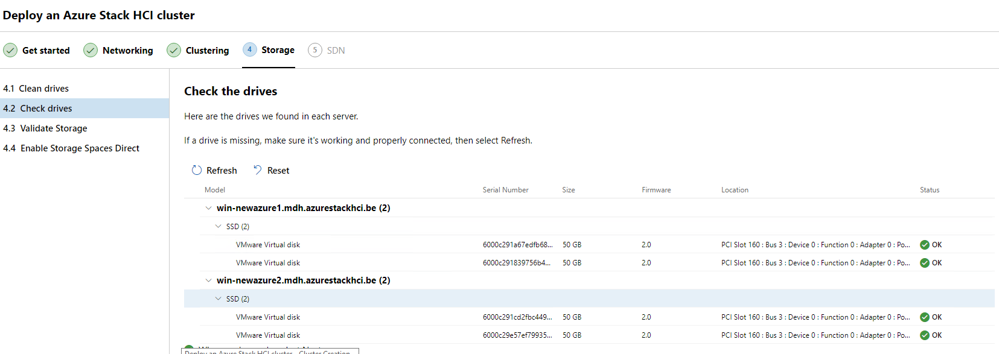 Deploy an Azure Stack HCI cluster
Get started Networking Clustering 4 Storage 5 SDN
4.1 Clean drives
4.2 Check drives
4.3 Validate Storage
4.4 Enable Storage Spaces Direct
Check the drives
Here are the drives we found in each server.
If a drive is missing, make sure it's working and properly connected, then select Refresh.
Refresh Reset
Model Serial Number Size Firmware Location Status
win-newazure1.mdh.azurestackhci.be (2)
SSD (2)
VMware Virtual disk 6000c291a67edfb68... 50 GB 2.0 PCI Slot 160 : Bus 3 : Device 0 : Function 0 : Adapter 0 : Po... OK
VMware Virtual disk 6000c291839756b4... 50 GB 2.0 PCI Slot 160 : Bus 3 : Device 0 : Function 0 : Adapter 0 : Po... OK
win-newazure2.mdh.azurestackhci.be (2)
SSD (2)
VMware Virtual disk 6000c291cd2fbc449... 50 GB 2.0 PCI Slot 160 : Bus 3 : Device 0 : Function 0 : Adapter 0 : Po... OK
VMware Virtual disk 6000c29e57ef79935... 50 GB 2.0 PCI Slot 160 : Bus 3 : Device 0 : Function 0 : Adapter 0 : Po... OK
Deploy an Azure Stack HCI cluster - Cluster Creation